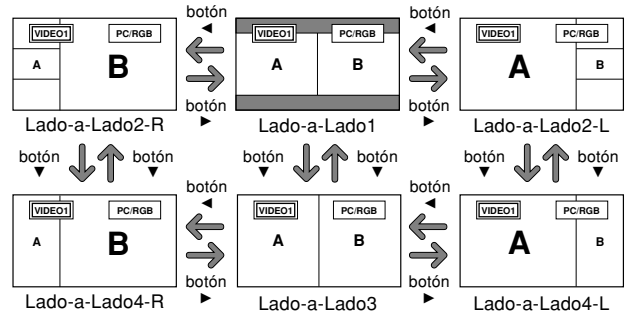 botón ◄ botón ◄
VIDEO1 PC/RGB VIDEO1 PC/RGB VIDEO1 PC/RGB
A B A B A B
botón ► botón ►
Lado-a-Lado2-R Lado-a-Lado1 Lado-a-Lado2-L
botón ▼ botón ▼ botón ▼ botón ▼ botón ▼ botón ▼
botón ◄ botón ◄
VIDEO1 PC/RGB VIDEO1 PC/RGB VIDEO1 PC/RGB
A B A B A B
botón ► botón ►
Lado-a-Lado4-R Lado-a-Lado3 Lado-a-Lado4-L